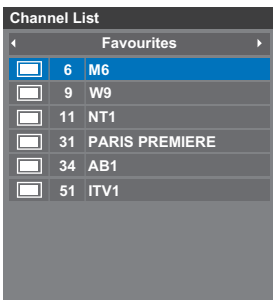 Channel List
Favourites
6 M6
9 W9
11 NT1
31 PARIS PREMIERE
34 AB1
51 ITV1